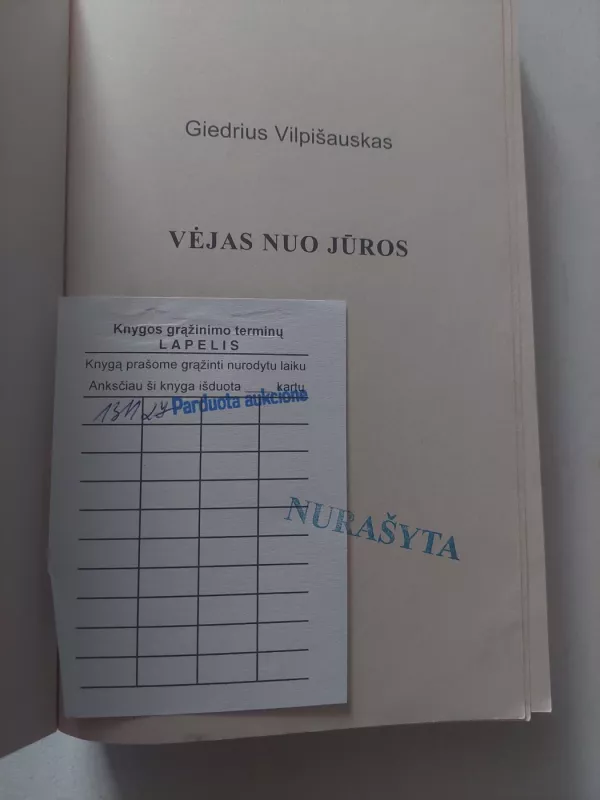 Giedrius Vilpišauskas
VĖJAS NUO JŪROS
Knygos grąžinimo terminų
LAPELIS
Knygą prašome grąžinti nurodytu laiku
Anksčiau ši knyga išduota kartų
Parduota aukcione
NURAŠYTA